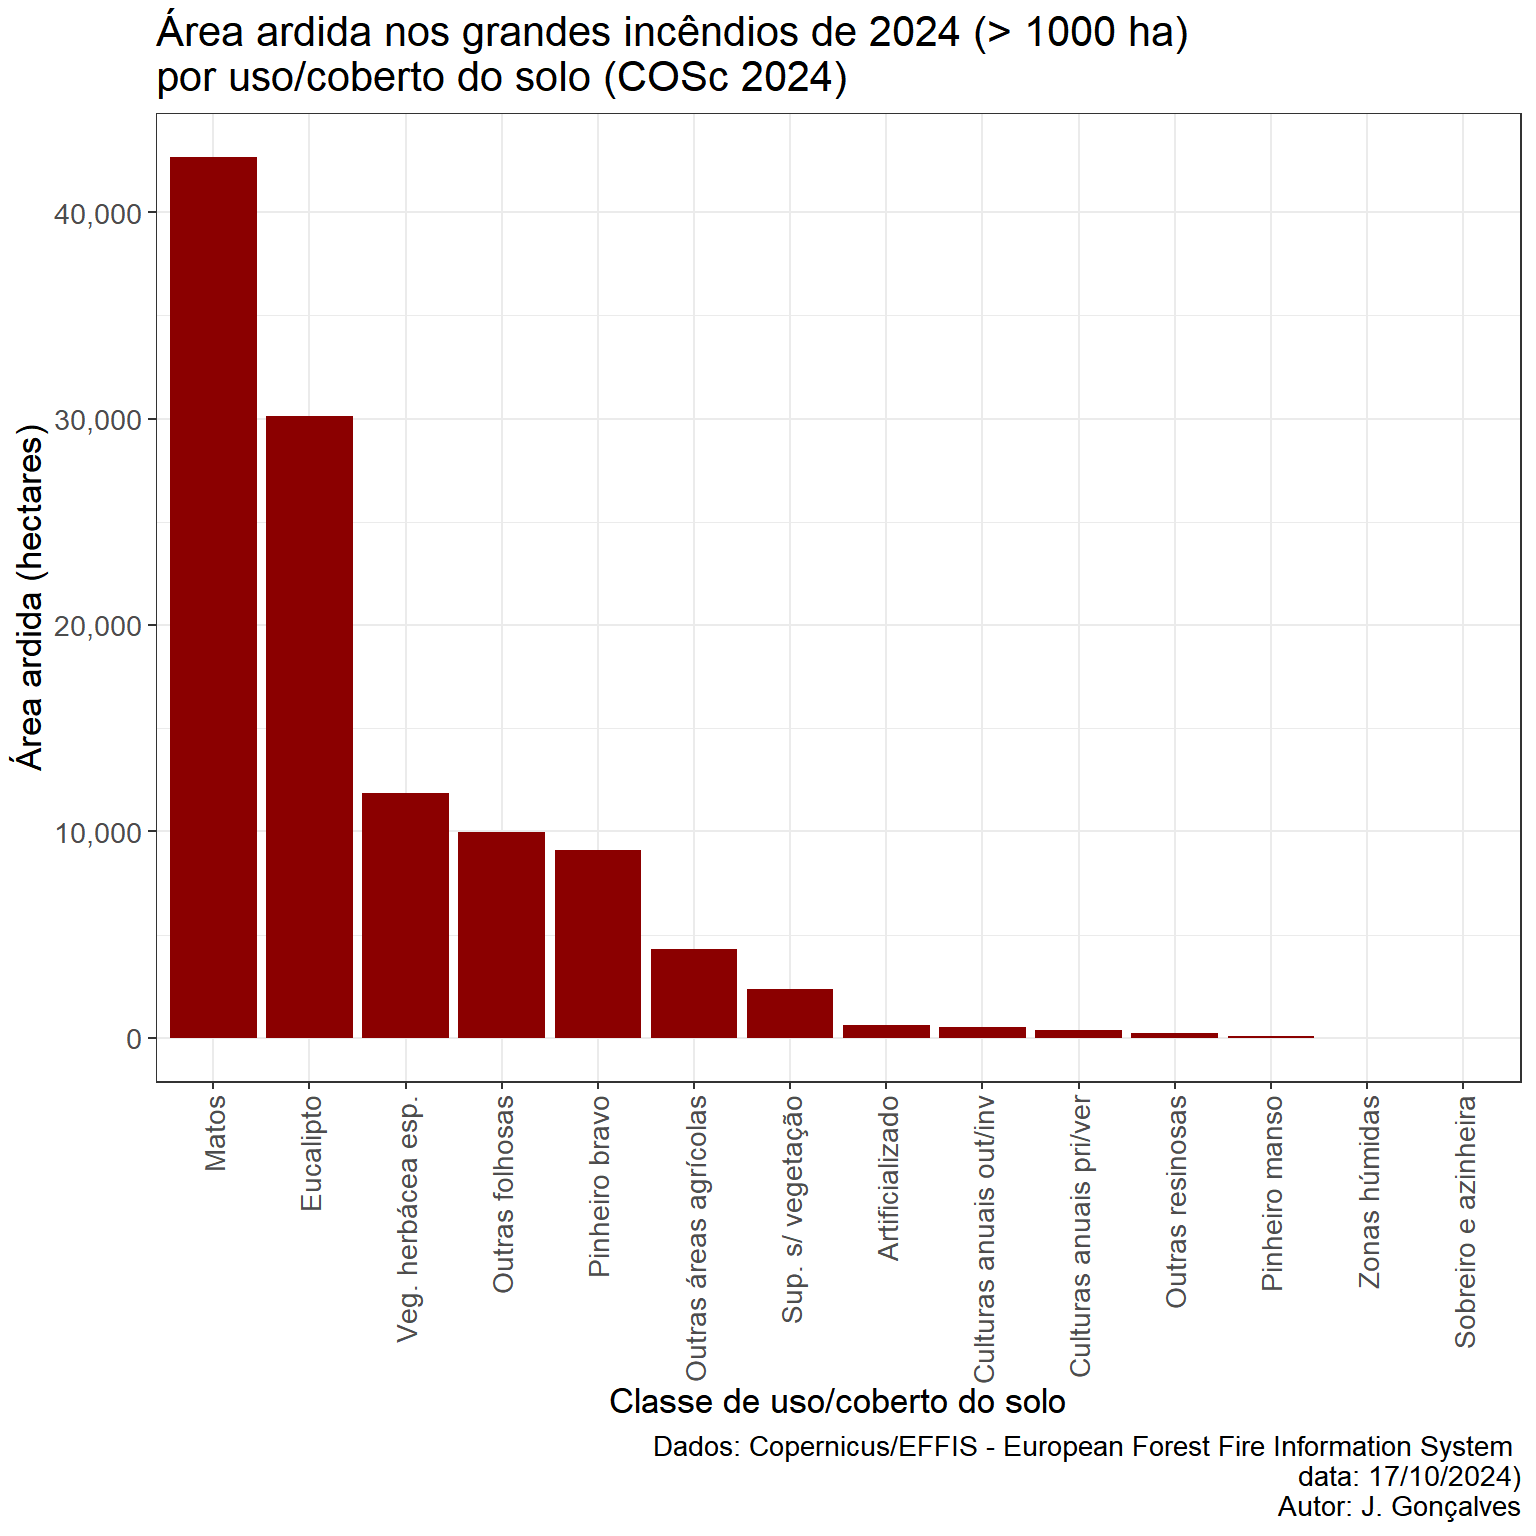 Área ardida nos grandes incêndios de 2024 (> 1000 ha)
por uso/coberto do solo (COSc 2024)
Área ardida (hectares)
40,000
30,000
20,000
10,000
0
Matos
Eucalipto
Veg. herbácea esp.
Outras folhosas
Pinheiro bravo
Outras áreas agrícolas
Sup. s/ vegetação
Artificializado
Culturas anuais out/inv
Culturas anuais pri/ver
Outras resinosas
Pinheiro manso
Zonas húmidas
Sobreiro e azinheira
Classe de uso/coberto do solo
Dados: Copernicus/EFFIS - European Forest Fire Information System
data: 17/10/2024)
Autor: J. Gonçalves